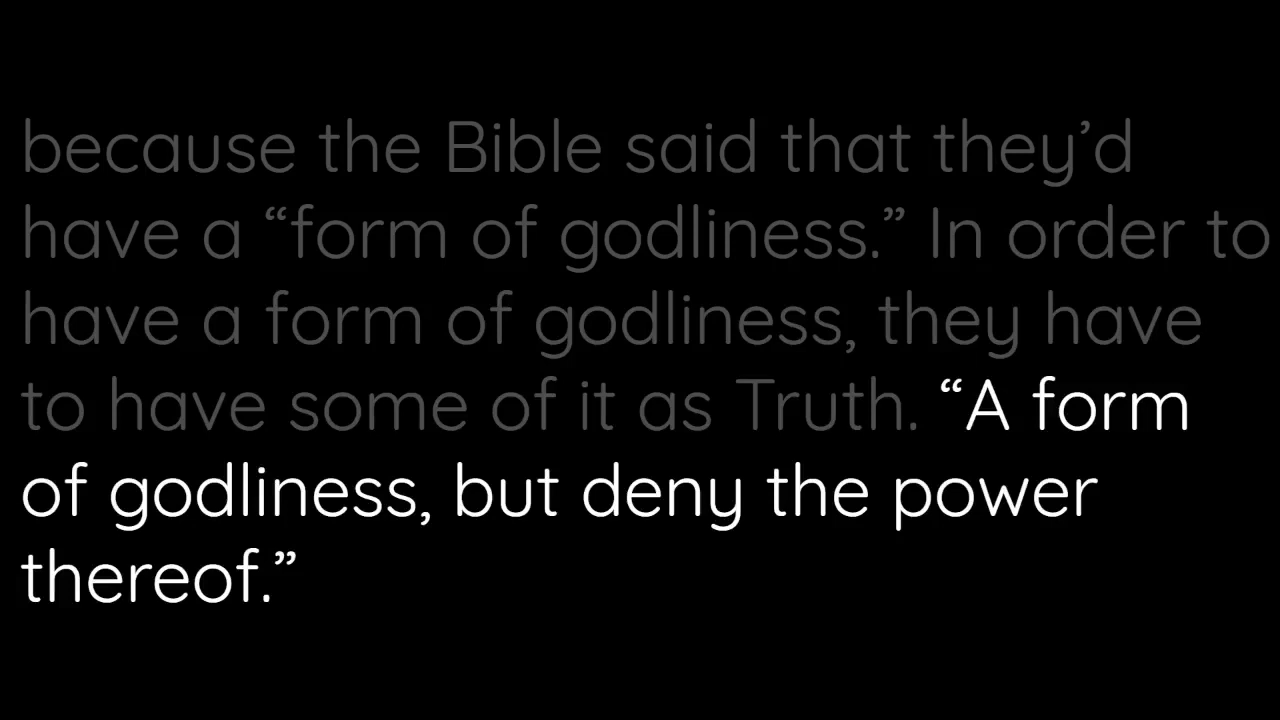 because the Bible said that they’d
have a “form of godliness.” In order to
have a form of godliness, they have
to have some of it as Truth. “A form
of godliness, but deny the power
thereof.”